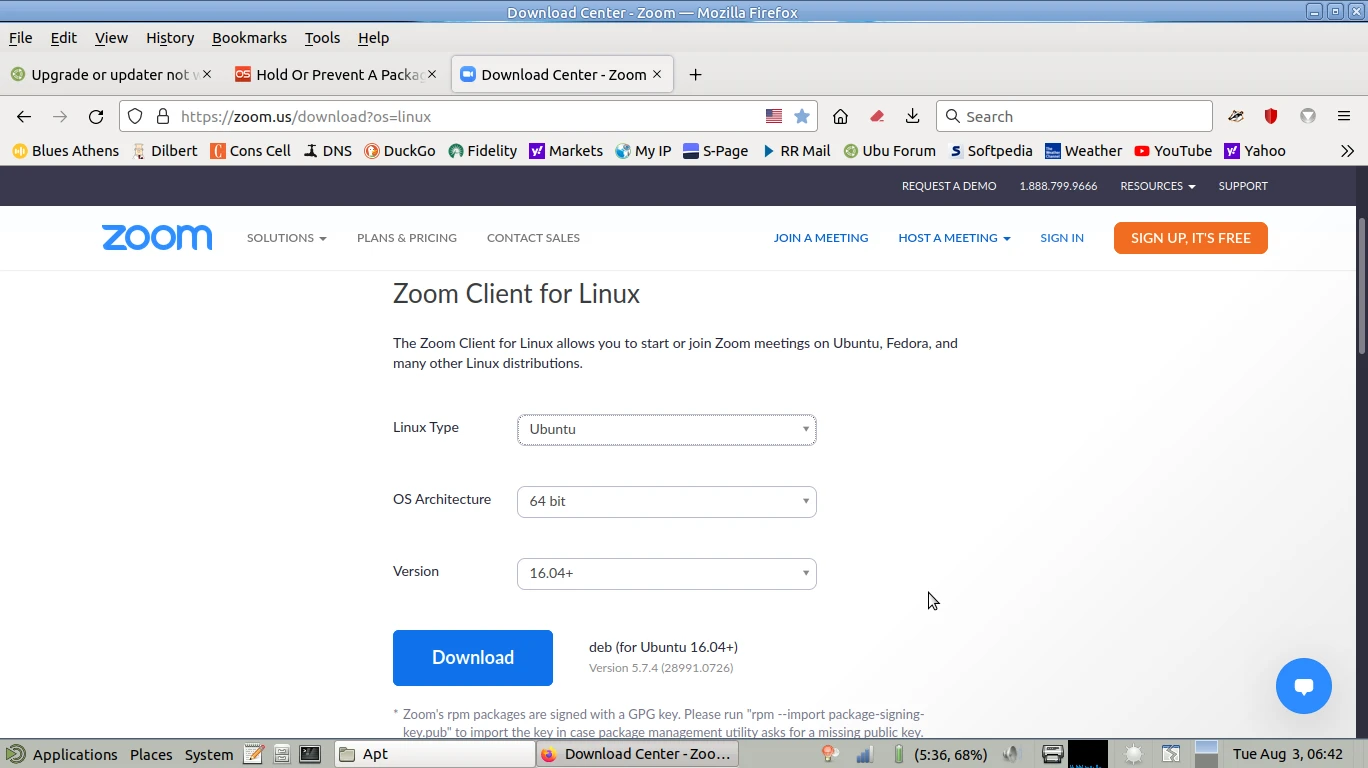 Download Center - Zoom — Mozilla Firefox
File Edit View History Bookmarks Tools Help
Upgrade or updater not w OS Hold Or Prevent A Packag Download Center - Zoom
https://zoom.us/download?os=linux Search
Blues Athens Dilbert Cons Cell DNS DuckGo Fidelity Markets My IP S-Page RR Mail Ubu Forum Softpedia Weather YouTube Yahoo
REQUEST A DEMO 1.888.799.9666 RESOURCES SUPPORT
zoom SOLUTIONS PLANS & PRICING CONTACT SALES JOIN A MEETING HOST A MEETING SIGN IN SIGN UP, IT'S FREE
Zoom Client for Linux
The Zoom Client for Linux allows you to start or join Zoom meetings on Ubuntu, Fedora, and
many other Linux distributions.
Linux Type Ubuntu
OS Architecture 64 bit
Version 16.04+
Download deb (for Ubuntu 16.04+)
Version 5.7.4 (28991.0726)
* Zoom's rpm packages are signed with a GPG key. Please run "rpm --import package-signing-
key.pub" to import the key in case package management utility asks for a missing public key.
Applications Places System Apt Download Center - Zoo... (5:36, 68%) Tue Aug 3, 06:42